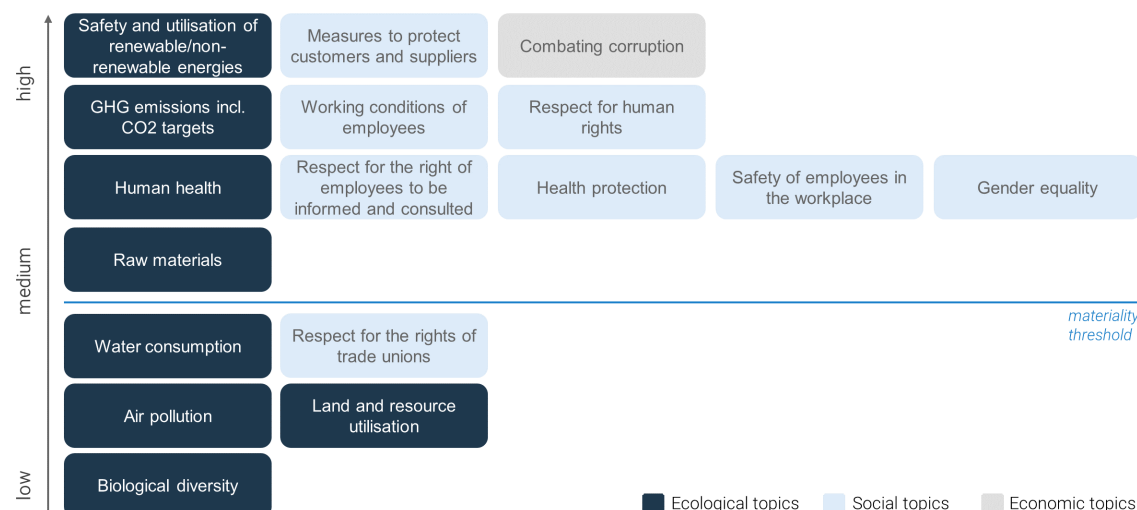 high
Safety and utilisation of
renewable/non-
renewable energies
Measures to protect
customers and suppliers
Combating corruption
GHG emissions incl.
CO2 targets
Working conditions of
employees
Respect for human
rights
Human health
Respect for the right of
employees to be
informed and consulted
Health protection
Safety of employees in
the workplace
Gender equality
medium
Raw materials
materiality
threshold
Water consumption
Respect for the rights of
trade unions
Air pollution
Land and resource
utilisation
low
Biological diversity
Ecological topics
Social topics
Economic topics